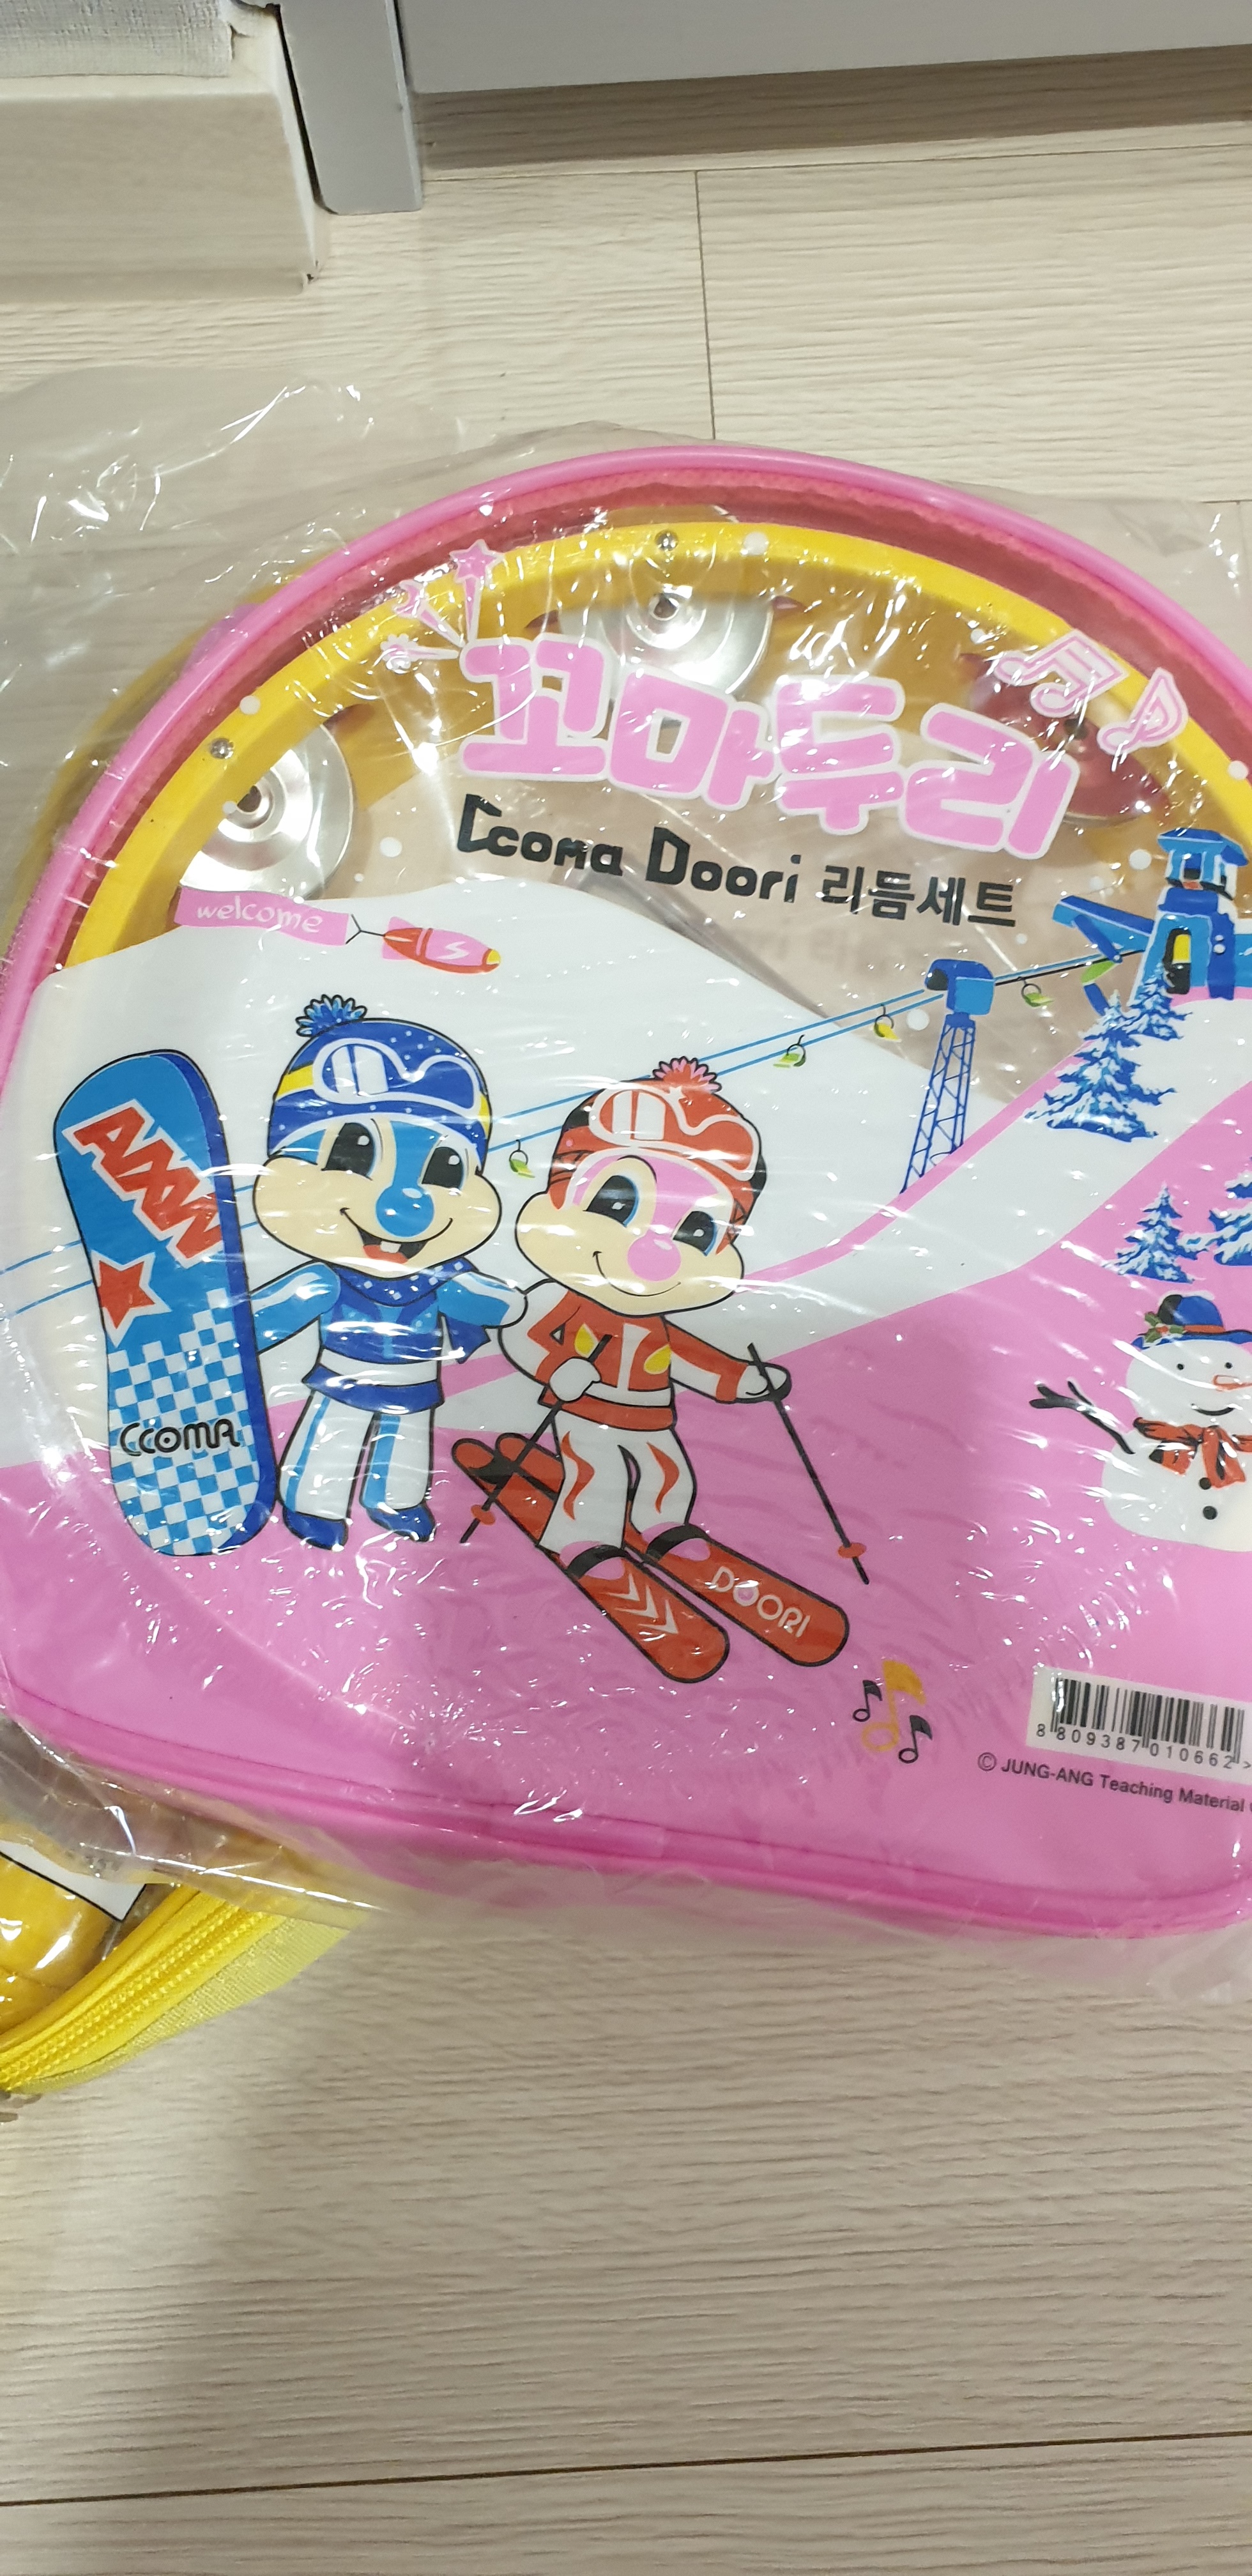 꼬마두리
Ccoma Doori 리듬세트
welcome
CCOMA
DOORI
8 809387 010662 >
© JUNG-ANG Teaching Material